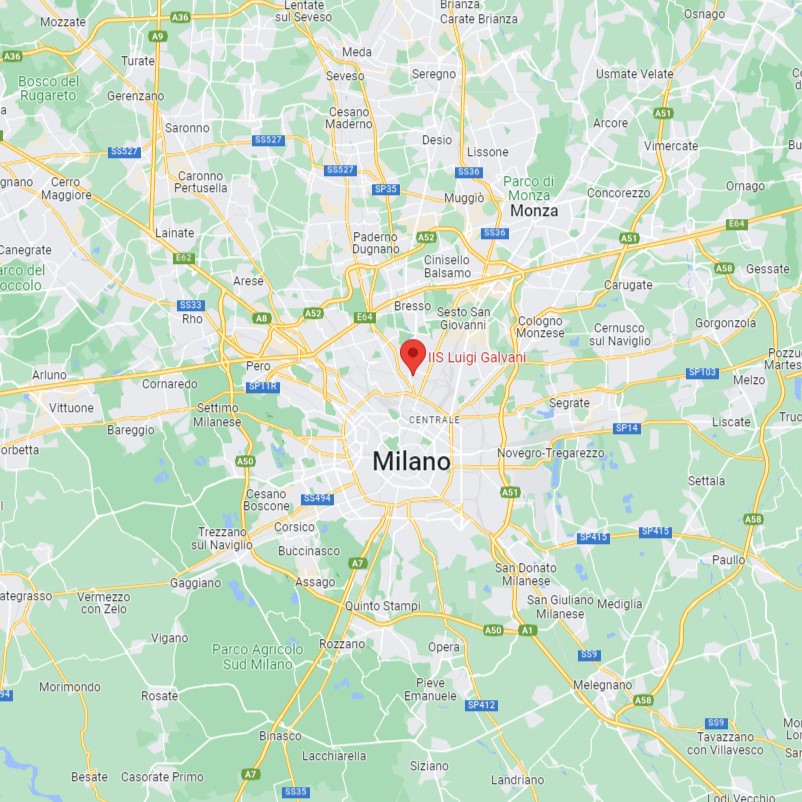 Lentate
sul Seveso
Brianza
Carate Brianza
Osnago
Mozzate
A36
A9
A36
Turate
Meda
Seveso
Seregno
Usmate Velate
Bosco del
Rugareto
Gerenzano
Cesano
Maderno
A51
Arcore
Saronno
SS527
Desio
Vimercate
SS527
Lissone
SS527
SS36
Cerro
Maggiore
Caronno
Pertusella
SP35
Parco di
Monza
Muggiò
Concorezzo
Ornago
Monza
Lainate
Paderno
Dugnano
A52
SS36
A51
E64
Canegrate
E62
Cinisello
Balsamo
A58
Gessate
Arese
Carugate
SS33
Rho
A8
A52
E64
Bresso
Sesto San
Giovanni
Cologno
Monzese
Cernusco
sul Naviglio
Gorgonzola
IIS Luigi Galvani
Pero
Arluno
Cornaredo
SP11R
SP103
Melzo
Vittuone
Settimo
Milanese
Segrate
CENTRALE
Bareggio
SP14
Liscate
Milano
Novegro-Tregarezzo
A50
Cesano
Boscone
SS494
A51
Settala
Corsico
A58
Trezzano
sul Naviglio
SP415
SP415
Buccinasco
A7
Paullo
Gaggiano
Assago
San Donato
Milanese
Vermezzo
con Zelo
Quinto Stampi
San Giuliano
Milanese
Mediglia
Vigano
Rozzano
A50
A1
Parco Agricolo
Sud Milano
Opera
SS9
Morimondo
Rosate
Pieve
Emanuele
Melegnano
SP412
A58
SS9
Binasco
Tavazzano
con Villavesco
Lacchiarella
Siziano
Besate
Casorate Primo
A7
Landriano
SS35
Lodi Vecchio